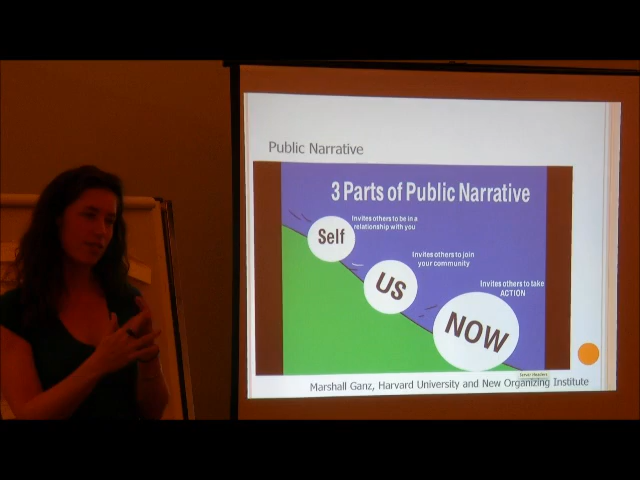 Public Narrative
3 Parts of Public Narrative
Self
Invites others to be in a
relationship with you
US
Invites others to join
your community
NOW
Invites others to take
ACTION
Marshall Ganz, Harvard University and New Organizing Institute